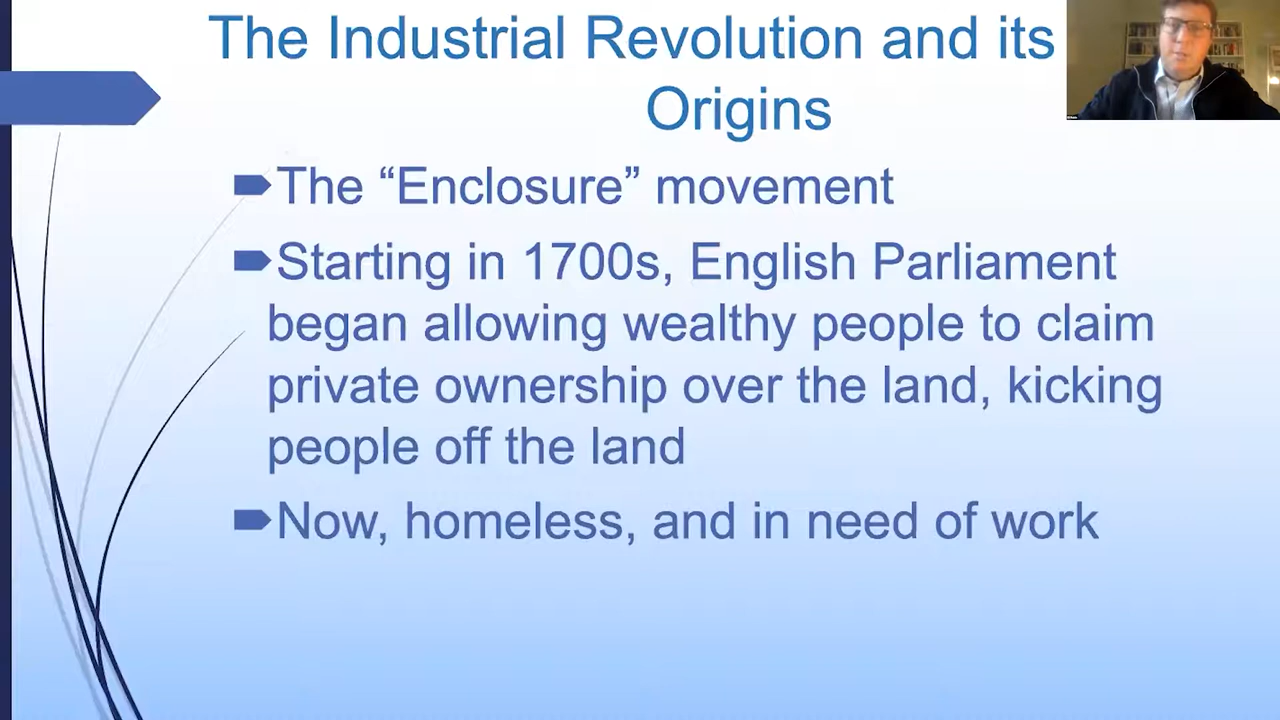 The Industrial Revolution and its
Origins
The “Enclosure” movement
Starting in 1700s, English Parliament
began allowing wealthy people to claim
private ownership over the land, kicking
people off the land
Now, homeless, and in need of work